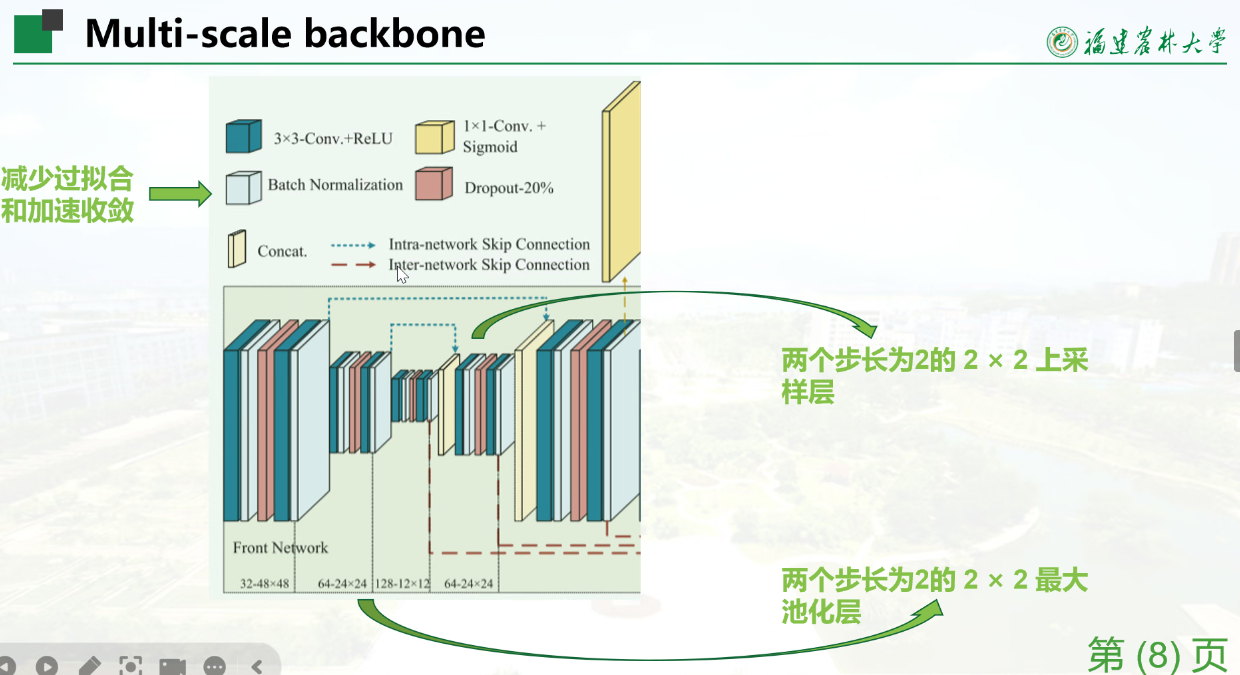 Multi-scale backbone
福建农林大学
3×3-Conv.+ReLU
1×1-Conv. +
Sigmoid
减少过拟合
和加速收敛
Batch Normalization
Dropout-20%
Concat.
Intra-network Skip Connection
Inter-network Skip Connection
两个步长为2的 2 × 2 上采
样层
Front Network
32-48×48
64-24×24
128-12×12
64-24×24
两个步长为2的 2 × 2 最大
池化层
第 (8) 页